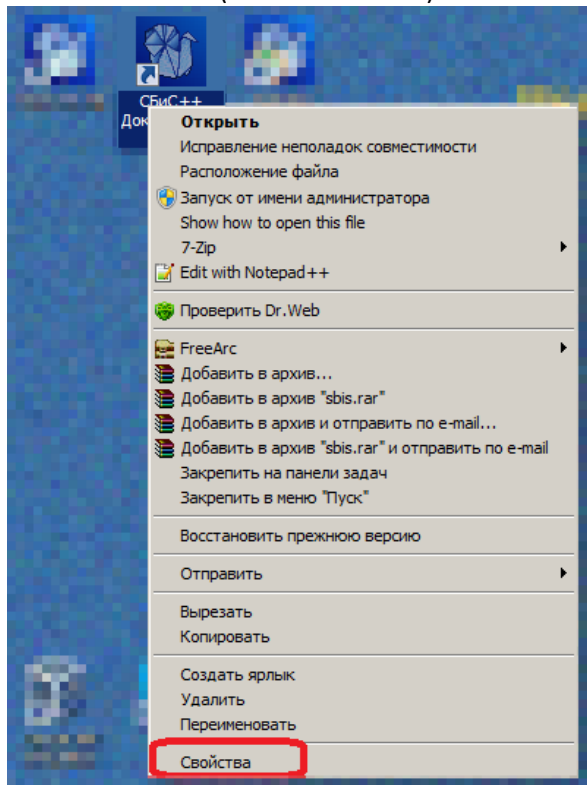 СБиС++
Док
Открыть
Исправление неполадок совместимости
Расположение файла
Запуск от имени администратора
Show how to open this file
7-Zip
Edit with Notepad++
Проверить Dr.Web
FreeArc
Добавить в архив...
Добавить в архив "sbis.rar"
Добавить в архив и отправить по e-mail...
Добавить в архив "sbis.rar" и отправить по e-mail
Закрепить на панели задач
Закрепить в меню "Пуск"
Восстановить прежнюю версию
Отправить
Вырезать
Копировать
Создать ярлык
Удалить
Переименовать
Свойства